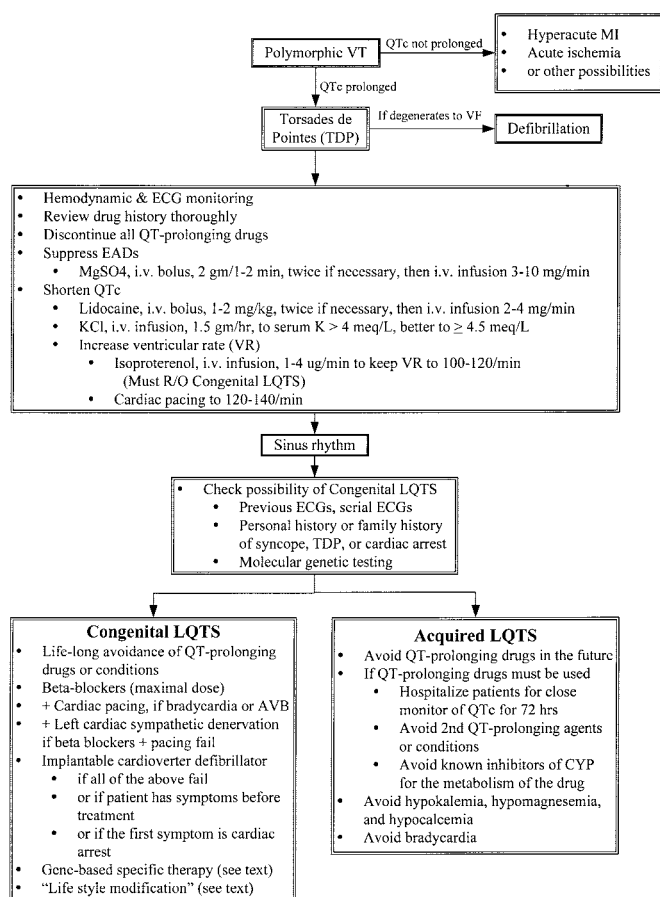 Polymorphic VT
QTc not prolonged
• Hyperacute MI
• Acute ischemia
• or other possibilities
QTc prolonged
Torsades de
Pointes (TDP)
If degenerates to VF
Defibrillation
• Hemodynamic & ECG monitoring
• Review drug history thoroughly
• Discontinue all QT-prolonging drugs
• Suppress EADs
• MgSO4, i.v. bolus, 2 gm/1-2 min, twice if necessary, then i.v. infusion 3-10 mg/min
• Shorten QTc
• Lidocaine, i.v. bolus, 1-2 mg/kg, twice if necessary, then i.v. infusion 2-4 mg/min
• KCl, i.v. infusion, 1.5 gm/hr, to serum K > 4 meq/L, better to ≥ 4.5 meq/L
• Increase ventricular rate (VR)
• Isoproterenol, i.v. infusion, 1-4 ug/min to keep VR to 100-120/min
(Must R/O Congenital LQTS)
• Cardiac pacing to 120-140/min
Sinus rhythm
• Check possibility of Congenital LQTS
• Previous ECGs, serial ECGs
• Personal history or family history
of syncope, TDP, or cardiac arrest
• Molecular genetic testing
Congenital LQTS
• Life-long avoidance of QT-prolonging
drugs or conditions
• Beta-blockers (maximal dose)
• + Cardiac pacing, if bradycardia or AVB
• + Left cardiac sympathetic denervation
if beta blockers + pacing fail
• Implantable cardioverter defibrillator
• if all of the above fail
• or if patient has symptoms before
treatment
• or if the first symptom is cardiac
arrest
• Gene-based specific therapy (see text)
• “Life style modification” (see text)
Acquired LQTS
• Avoid QT-prolonging drugs in the future
• If QT-prolonging drugs must be used
• Hospitalize patients for close
monitor of QTc for 72 hrs
• Avoid 2nd QT-prolonging agents
or conditions
• Avoid known inhibitors of CYP
for the metabolism of the drug
• Avoid hypokalemia, hypomagnesemia,
and hypocalcemia
• Avoid bradycardia